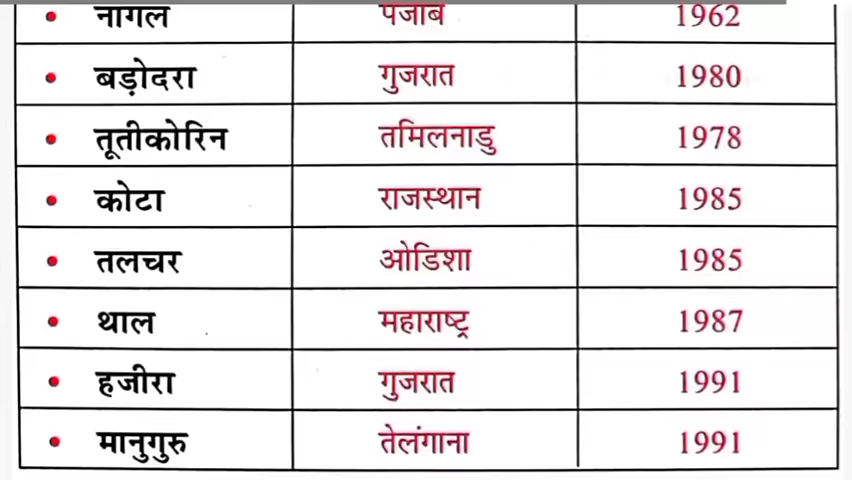 • नांगल पंजाब 1962
• बड़ोदरा गुजरात 1980
• तूतीकोरिन तमिलनाडु 1978
• कोटा राजस्थान 1985
• तलचर ओडिशा 1985
• थाल महाराष्ट्र 1987
• हजीरा गुजरात 1991
• मानुगुरु तेलंगाना 1991